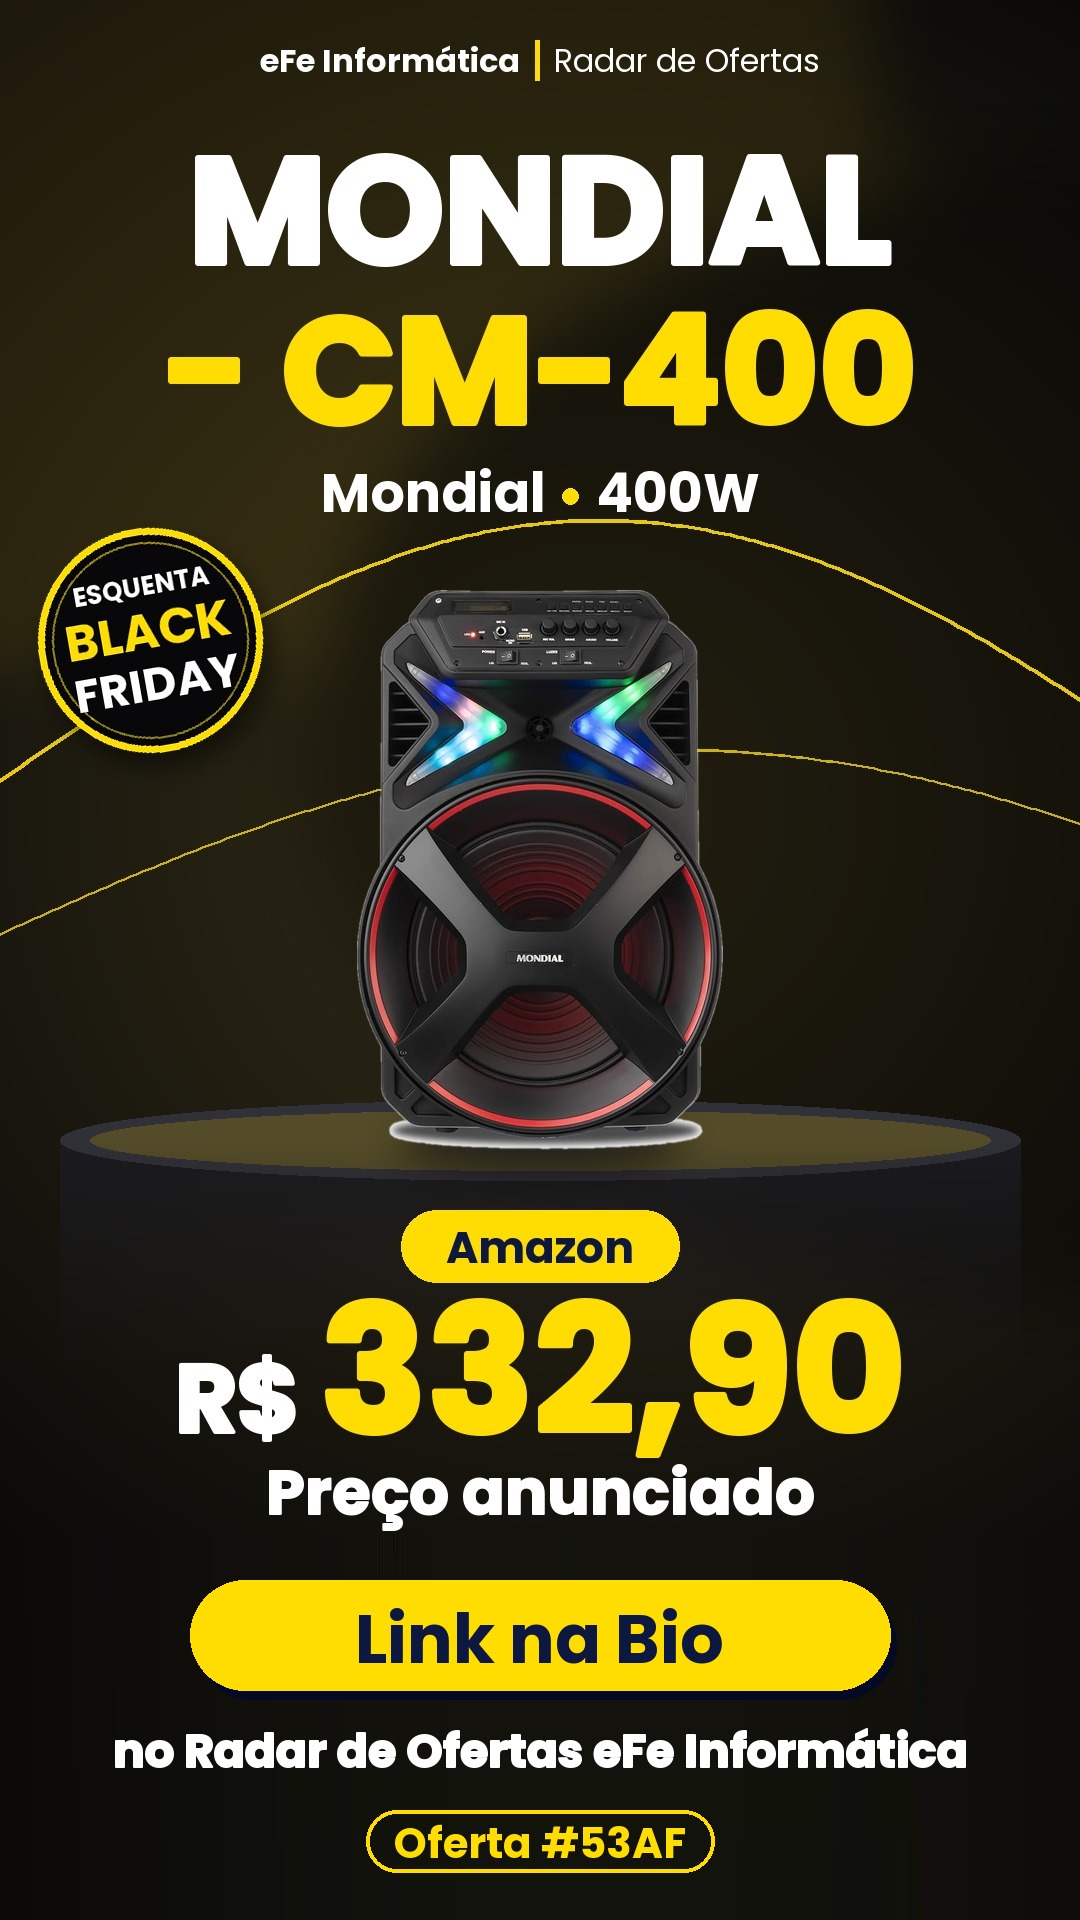 eFe Informática | Radar de Ofertas
MONDIAL
- CM-400
Mondial • 400W
ESQUENTA
BLACK
FRIDAY
MONDIAL
Amazon
R$ 332,90
Preço anunciado
Link na Bio
no Radar de Ofertas eFe Informática
Oferta #53AF